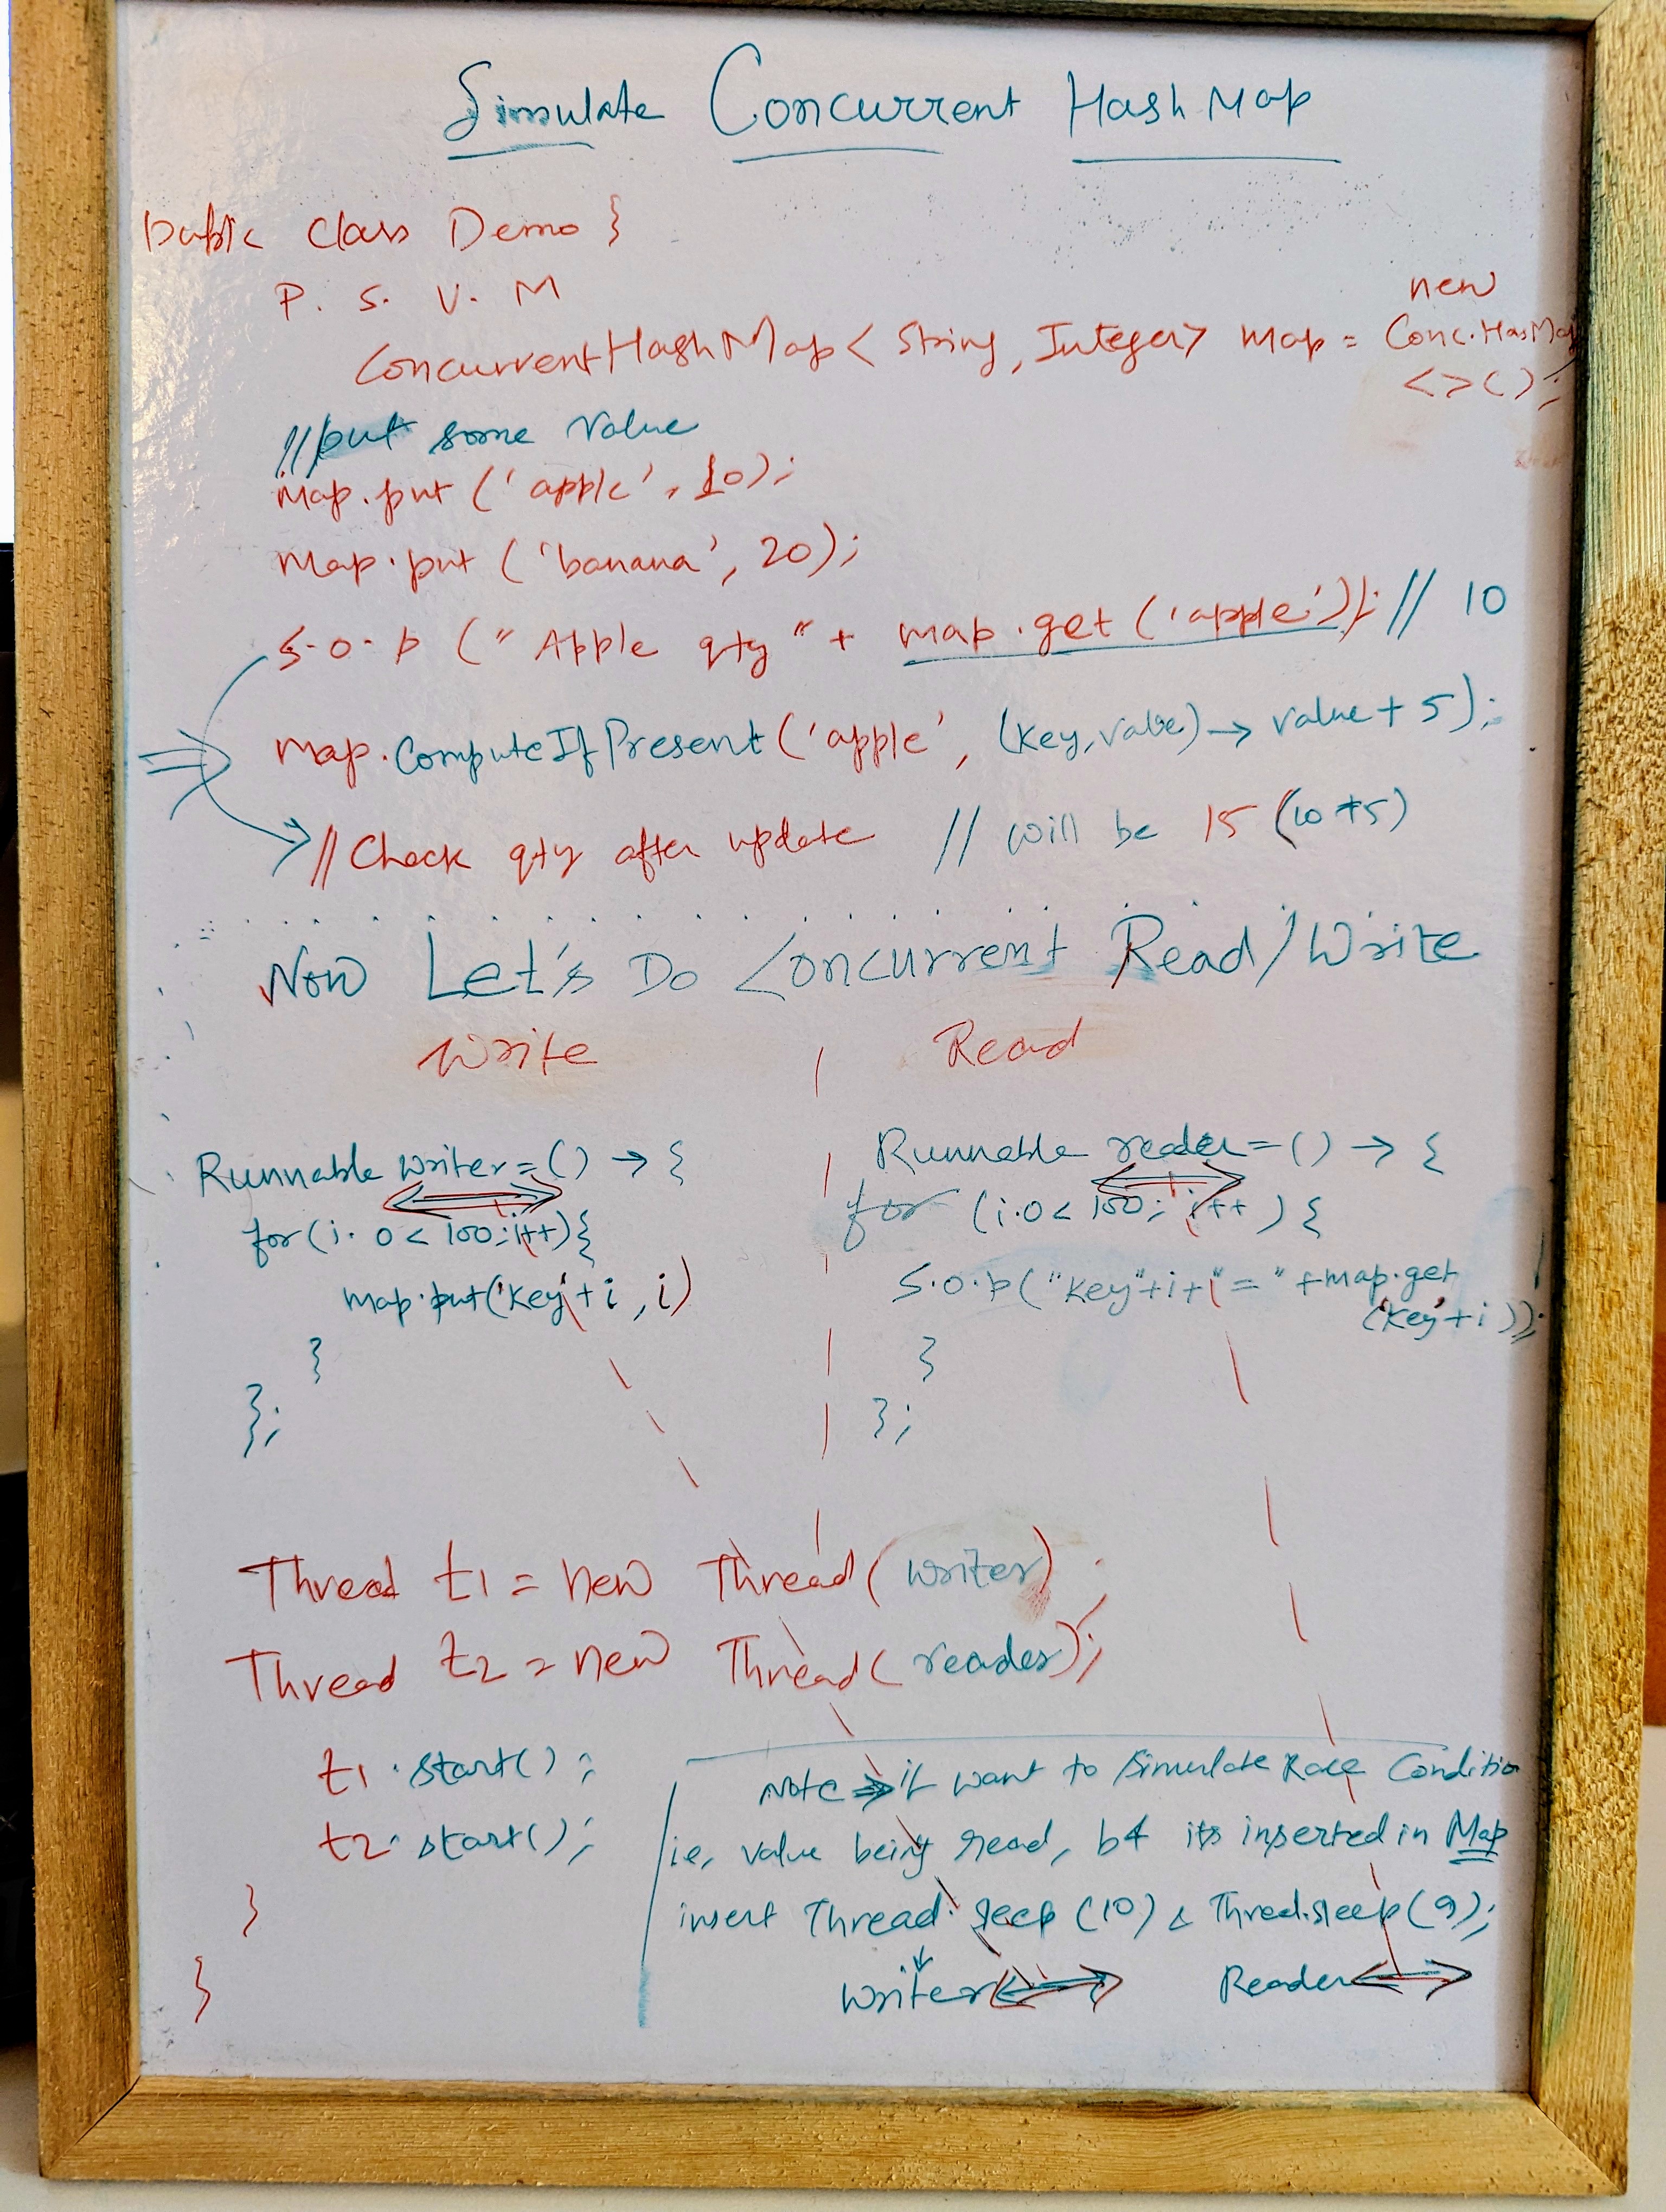 Simulate Concurrent HashMap
public class Demo }
P. S. V. M
new
ConcurrentHashMap< String, Integer> map = Conc.HasMap
<>();
//put some value
Map.put ('apple', 10);
Map.put ('banana', 20);
S.o.p ("Apple qty " + map.get ('apple')); // 10
map.ComputeIfPresent ('apple', (key,value) → value + 5);
//Check qty after update // will be 15 (10+5)
Now Let's Do Concurrent Read/Write
Write | Read
Runnable writer = () → {
for(i. 0 < 100; i++){
map.put('key'+i, i)
}
};
Runnable reader = () → {
for (i.0 < 100; i++ ) {
S.o.p("key"+i+"=" +map.get
('key'+i));
}
};
Thread t1 = new Thread( writer) ;
Thread t2 = new Thread( reader);
t1.start();
t2.start();
}
}
Note ⇒ if want to simulate Race Condition
ie, value being read, b4 its inserted in Map
insert Thread.sleep (10) & Thred.sleep(9);
↓
Writer ⟷ Reader ⟷